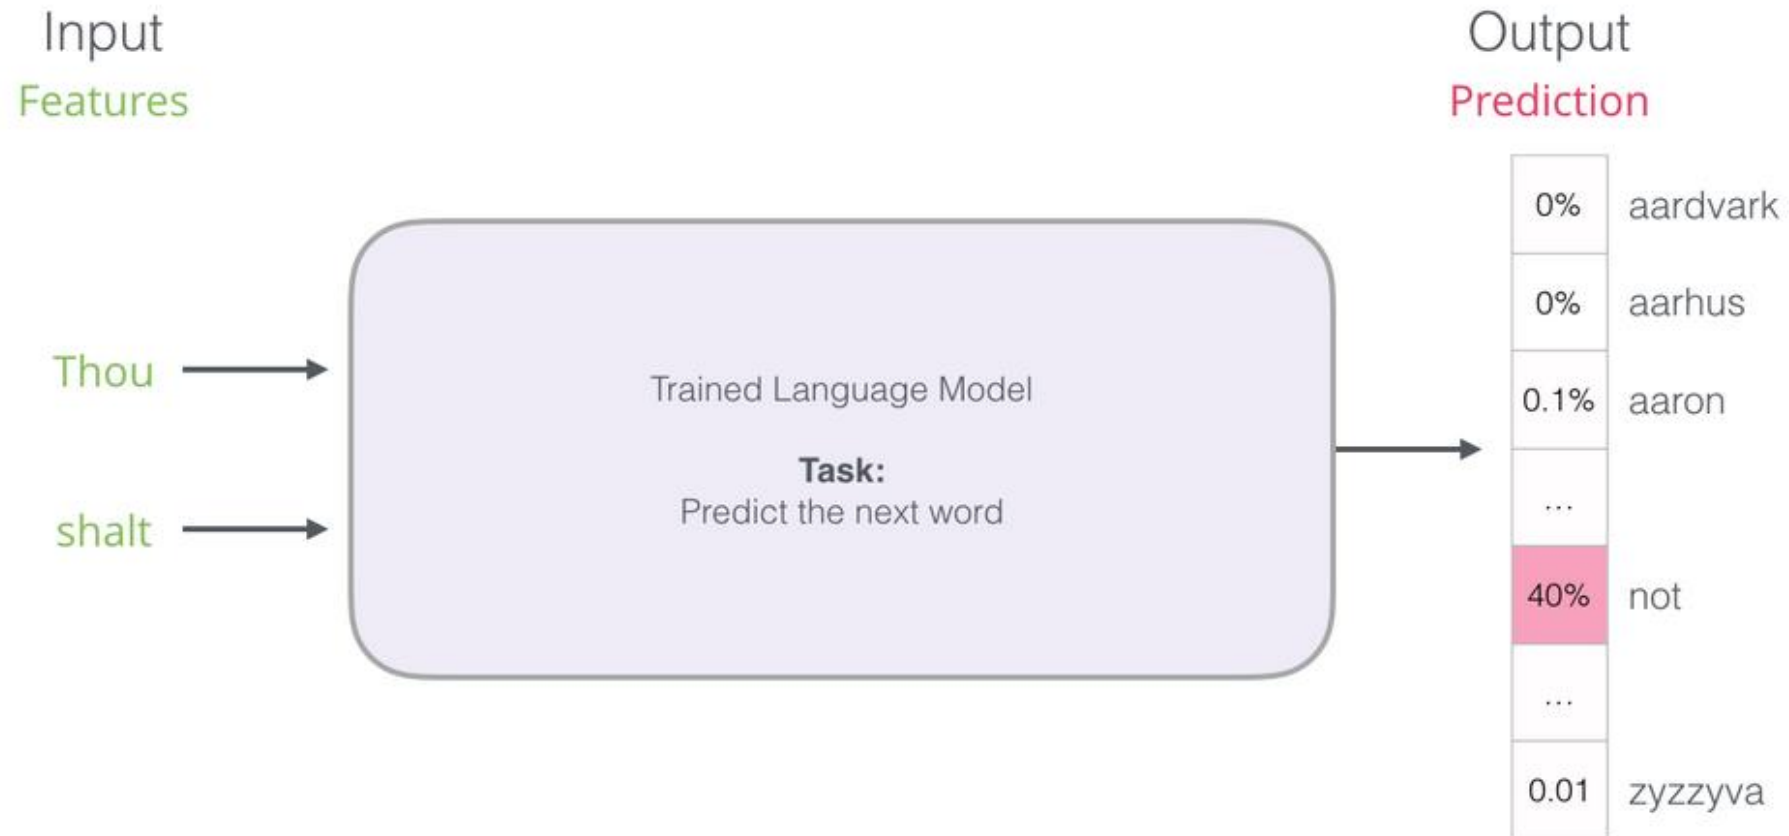 Input
Features
Thou
shalt
Trained Language Model
Task:
Predict the next word
Output
Prediction
0% aardvark
0% aarhus
0.1% aaron
...
40% not
...
0.01 zyzzyva